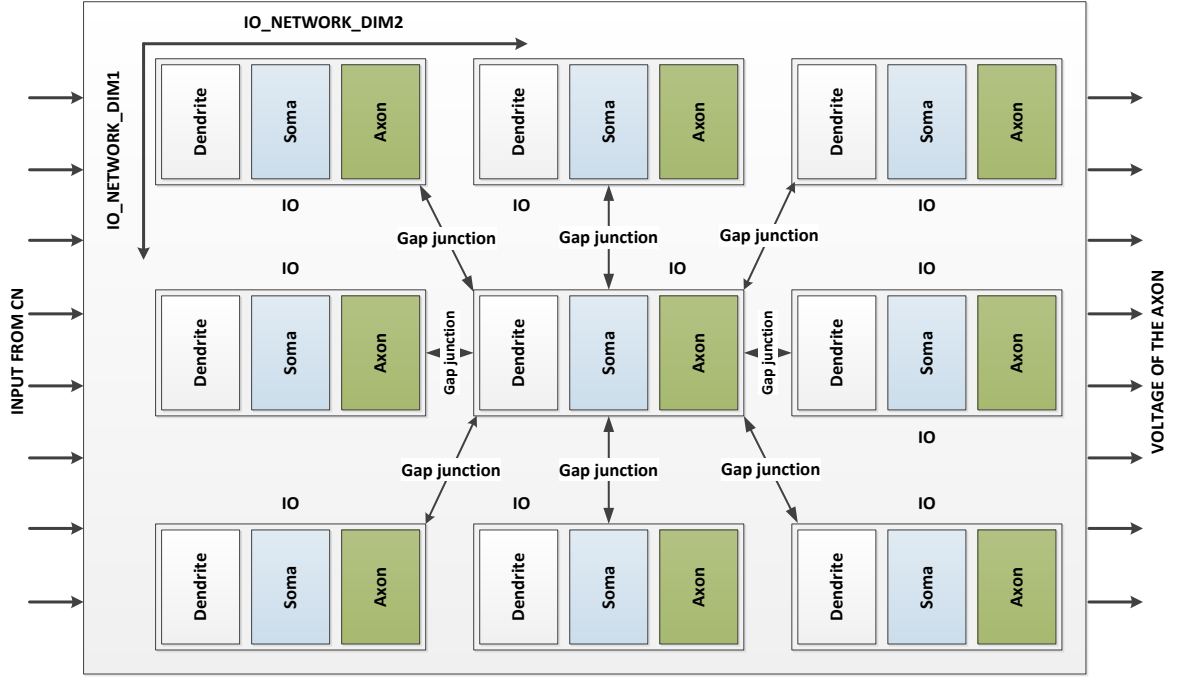 IO_NETWORK_DIM2
IO_NETWORK_DIM1
INPUT FROM CN
VOLTAGE OF THE AXON
Dendrite
Soma
Axon
Dendrite
Soma
Axon
Dendrite
Soma
Axon
IO
IO
IO
Gap junction
Gap junction
Gap junction
IO
IO
IO
Dendrite
Soma
Axon
Gap junction
Dendrite
Soma
Axon
Gap junction
Dendrite
Soma
Axon
IO
Gap junction
Gap junction
Gap junction
IO
IO
IO
Dendrite
Soma
Axon
Dendrite
Soma
Axon
Dendrite
Soma
Axon